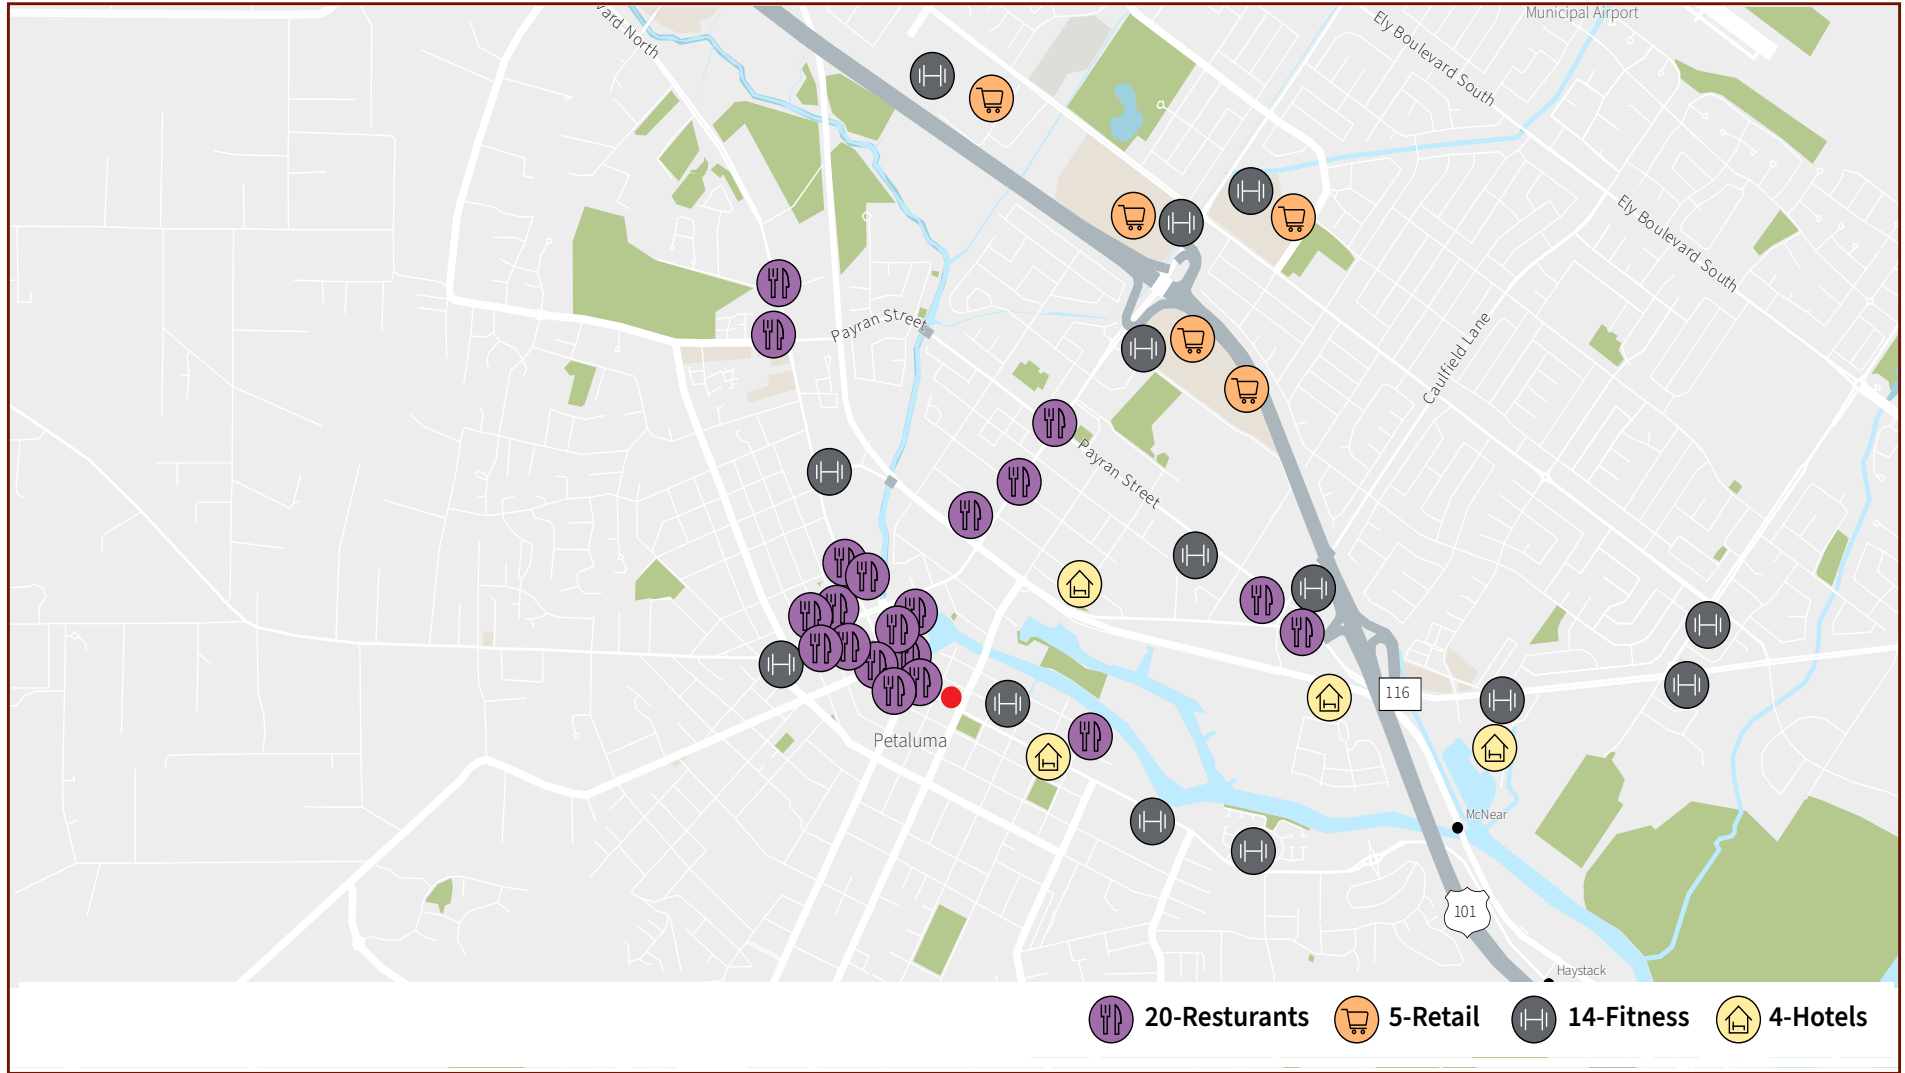 Municipal Airport
vard North
Ely Boulevard South
Ely Boulevard South
Payran Street
Caulfield Lane
Payran Street
116
Petaluma
McNear
101
Haystack
20-Resturants
5-Retail
14-Fitness
4-Hotels